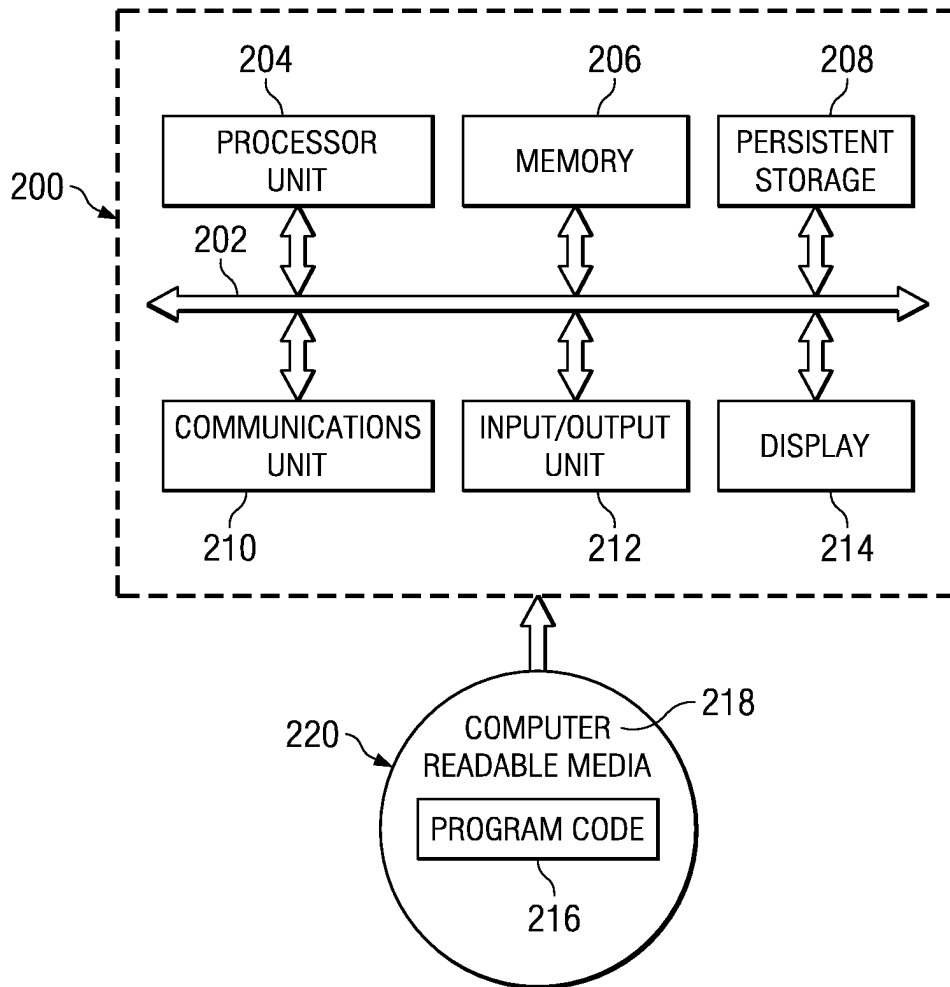 204
206
208
PROCESSOR
UNIT
MEMORY
PERSISTENT
STORAGE
200
202
COMMUNICATIONS
UNIT
INPUT/OUTPUT
UNIT
DISPLAY
210
212
214
218
220
COMPUTER
READABLE MEDIA
PROGRAM CODE
216